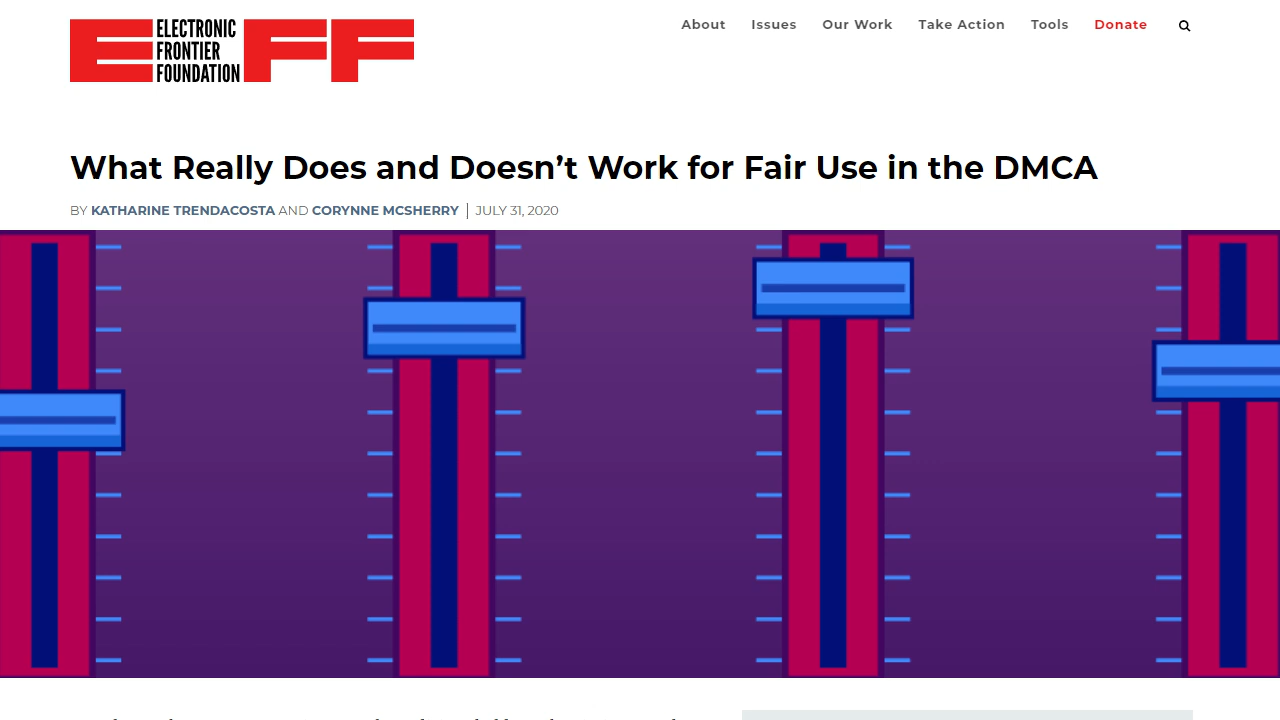 ELECTRONIC
FRONTIER
FOUNDATION
EFF
About Issues Our Work Take Action Tools Donate
What Really Does and Doesn’t Work for Fair Use in the DMCA
BY KATHARINE TRENDACOSTA AND CORYNNE MCSHERRY | JULY 31, 2020